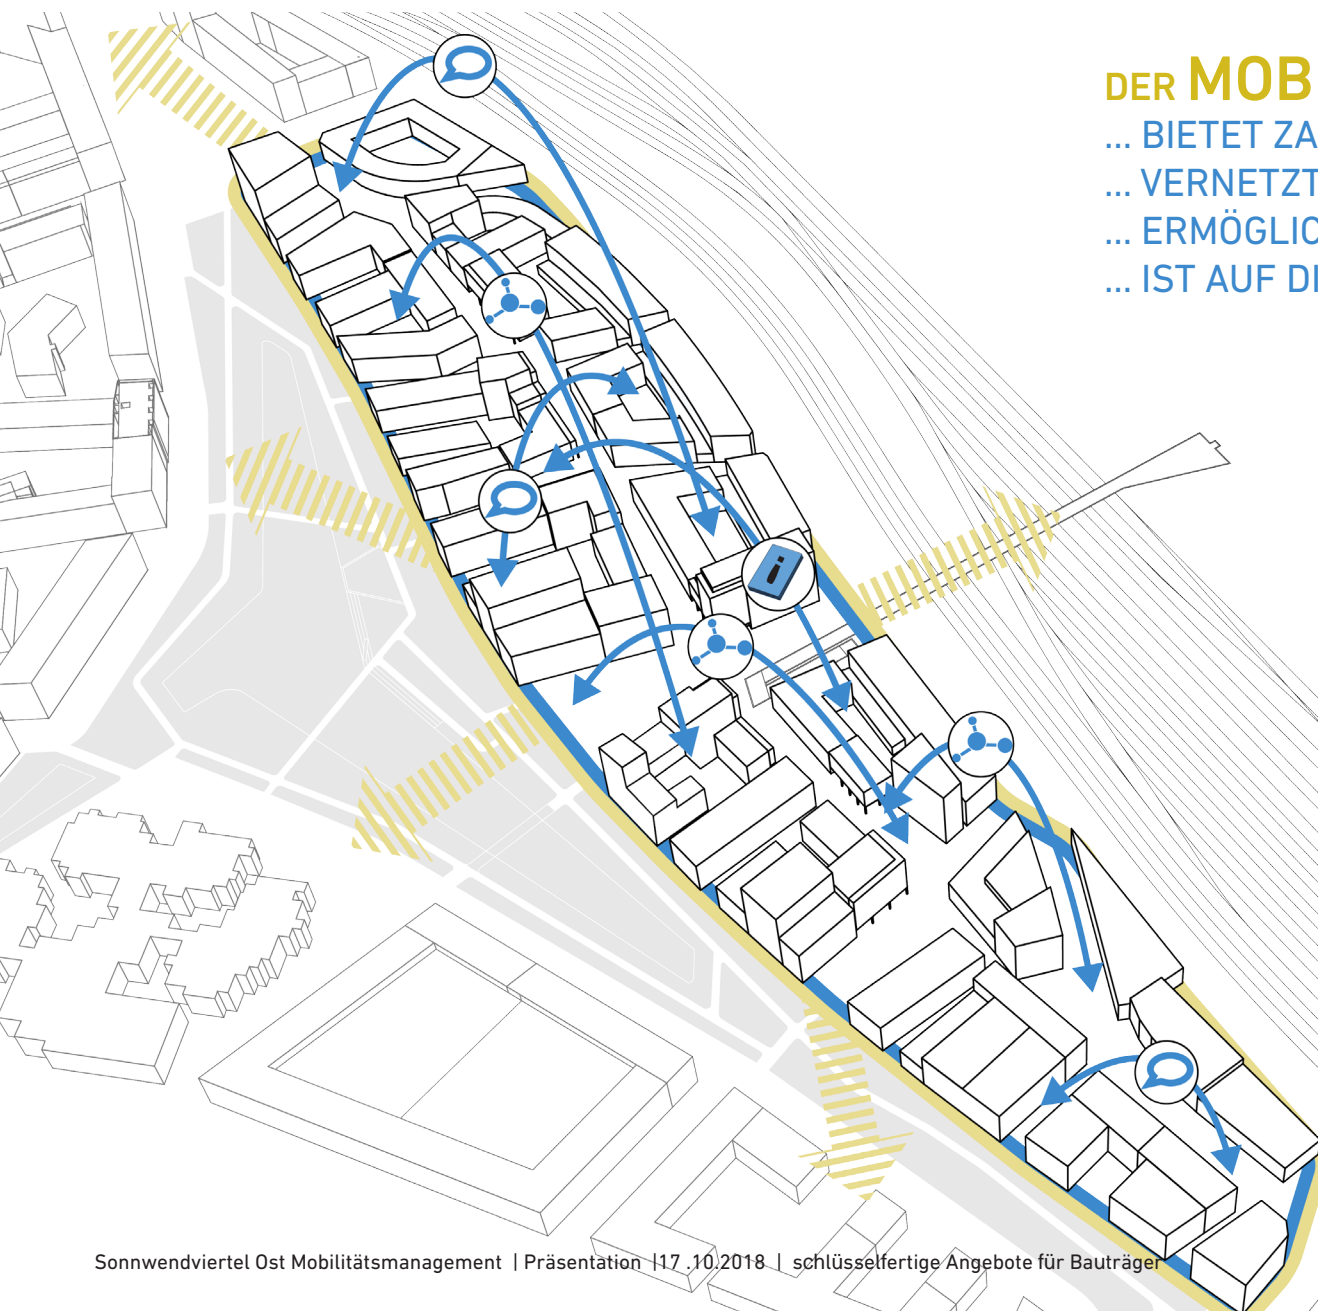 DER MOB
... BIETET ZA
... VERNETZT
... ERMÖGLIC
... IST AUF DI
Sonnwendviertel Ost Mobilitätsmanagement | Präsentation |17 .10.2018 | schlüsselfertige Angebote für Bauträger